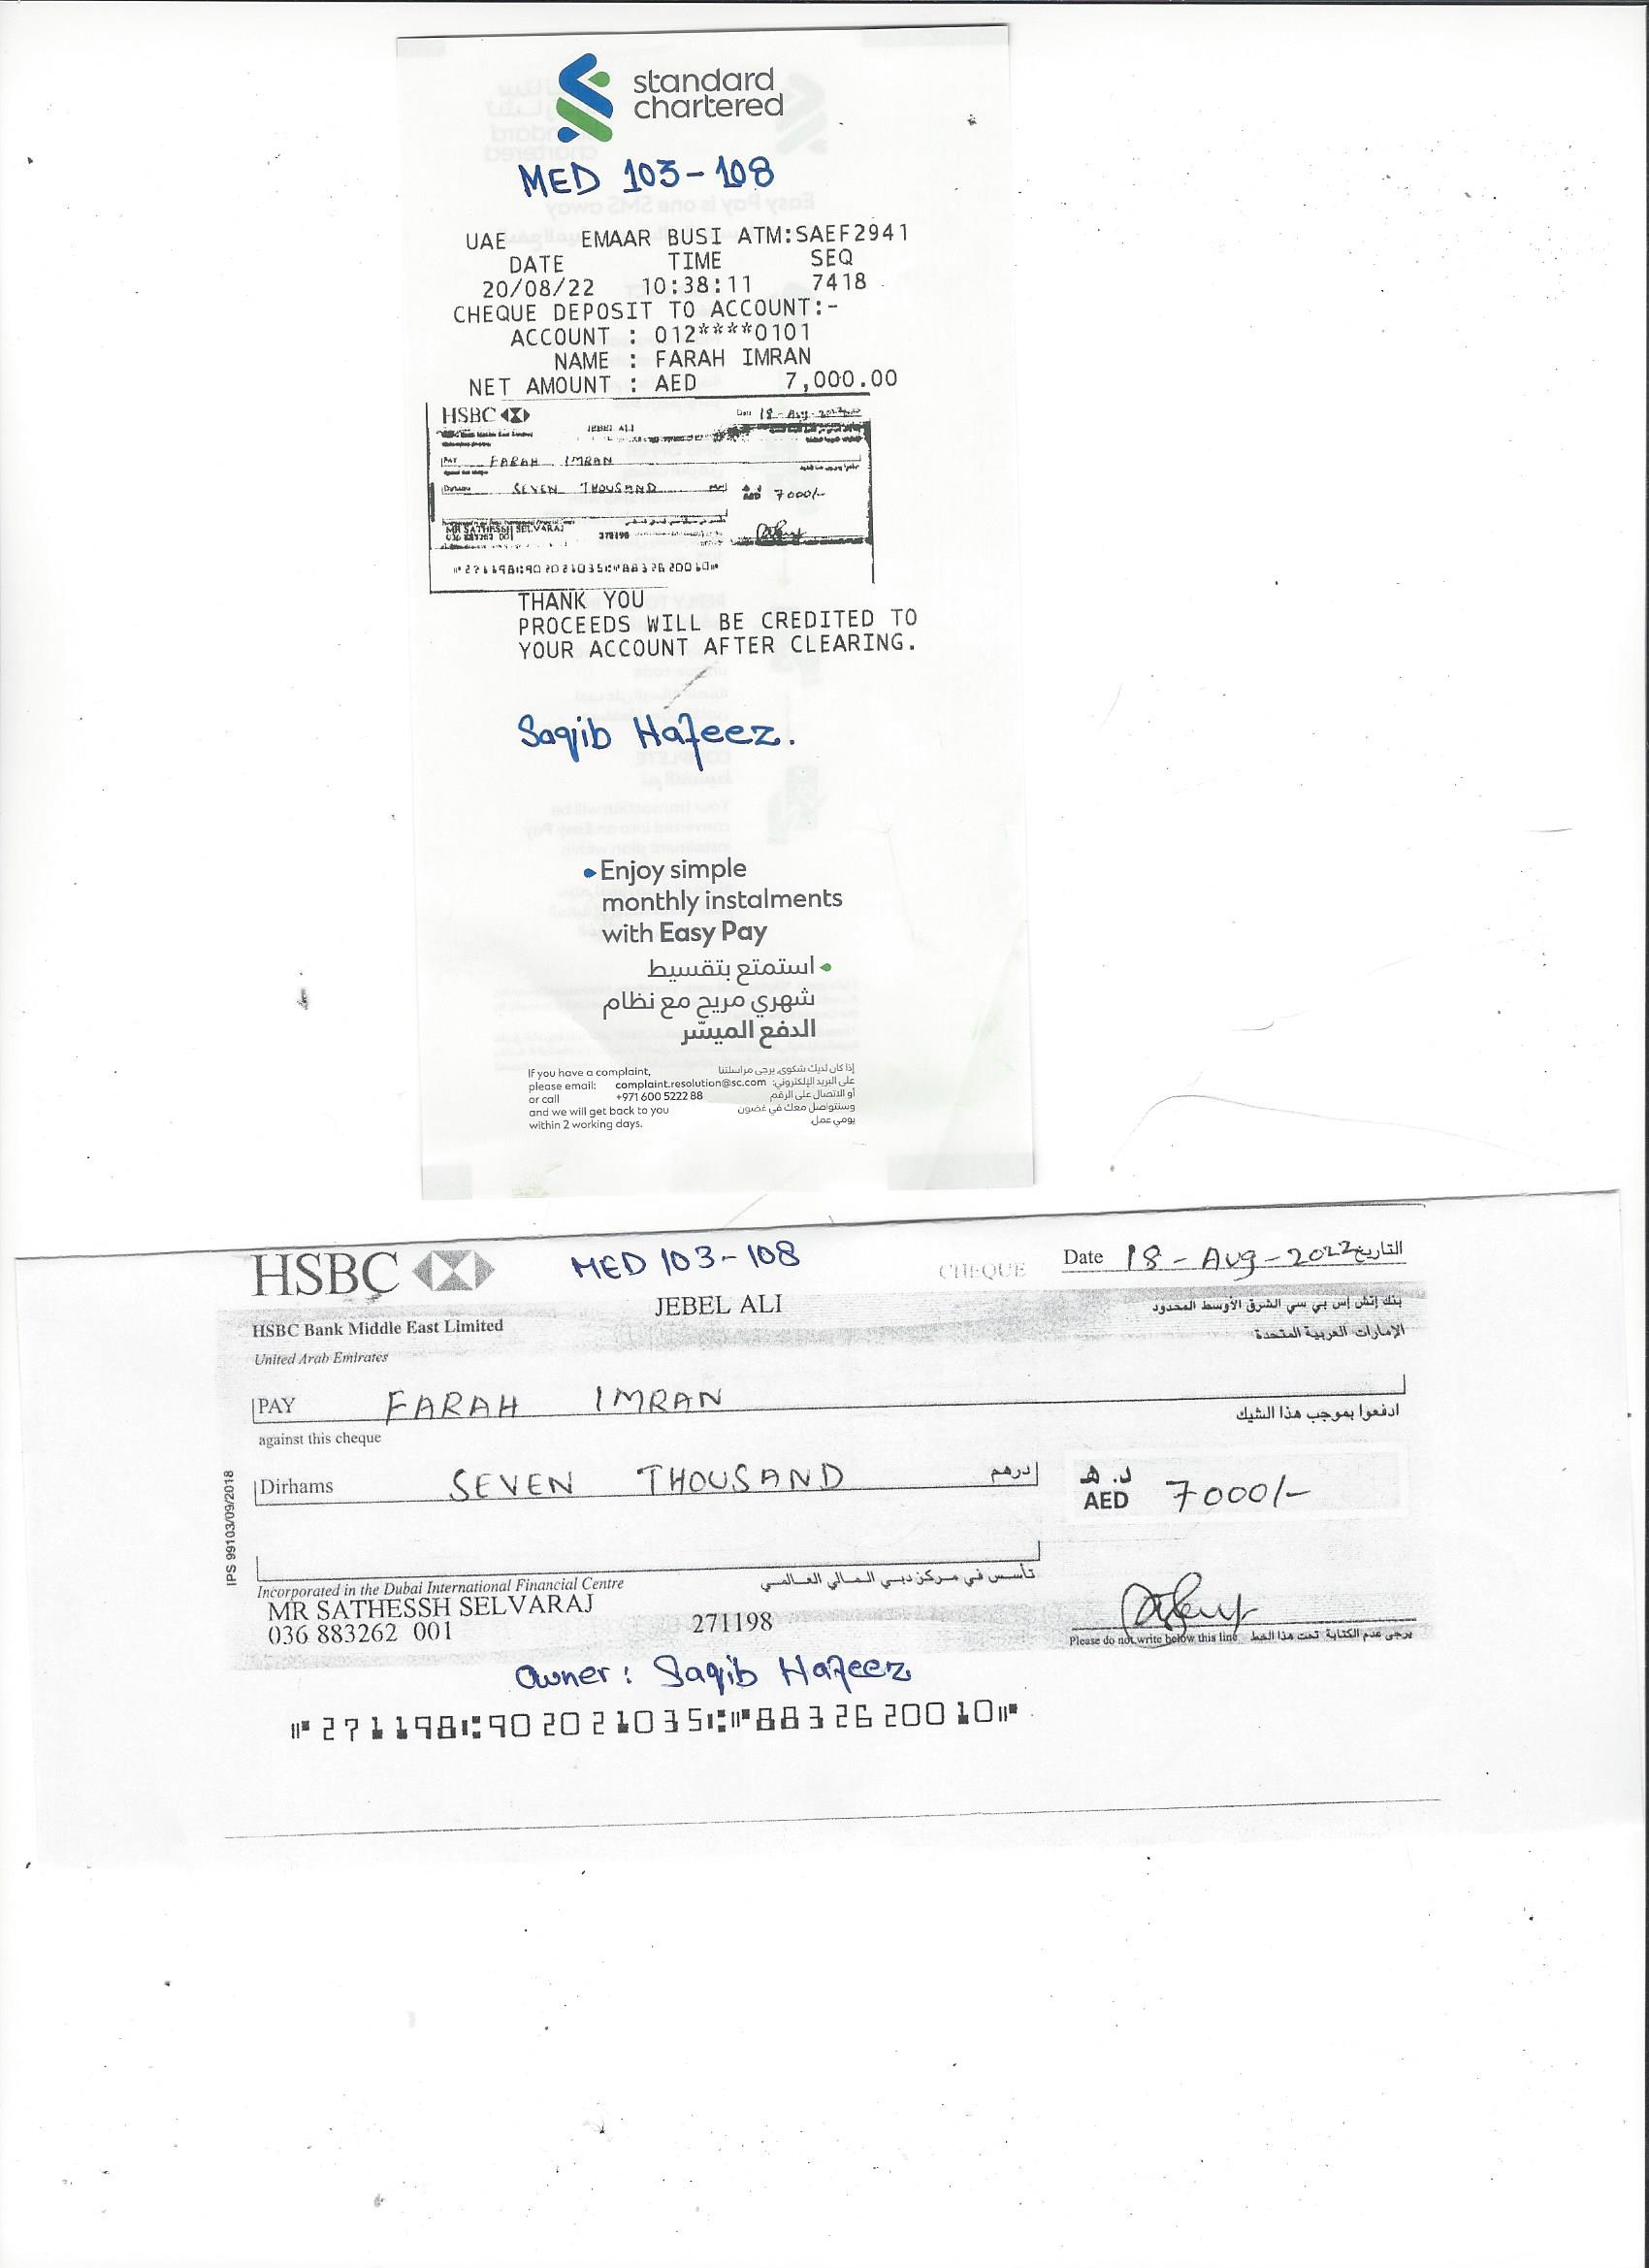 standard
chartered
MED 103-108
UAE EMAAR BUSI ATM:SAEF2941
DATE TIME SEQ
20/08/22 10:38:11 7418
CHEQUE DEPOSIT TO ACCOUNT:-
ACCOUNT : 012****0101
NAME : FARAH IMRAN
NET AMOUNT : AED 7,000.00
HSBC
18-Aug-2022
JEBEL ALI
PAY FARAH IMRAN
Dirhams SEVEN THOUSAND
AED 7000/-
MR SATHESSH SELVARAJ
036 883262 001
271198
271198 902021035 883262001 0
THANK YOU
PROCEEDS WILL BE CREDITED TO
YOUR ACCOUNT AFTER CLEARING.
Saqib Hafeez.
Enjoy simple
monthly instalments
with Easy Pay
استمتع بتقسيط
شهري مريح مع نظام
الدفع الميسّر
If you have a complaint,
please email: complaint.resolution@sc.com
or call +971 600 5222 88
and we will get back to you
within 2 working days.
إذا كان لديك شكوى يرجى مراسلتنا
على البريد الإلكتروني:
أو الاتصال على الرقم
وسنتواصل معك في غضون
يومي عمل.
HSBC
MED 103-108
CHEQUE
Date 18-Aug-2022 التاريخ
JEBEL ALI
HSBC Bank Middle East Limited
بنك إتش إس بي سي الشرق الأوسط المحدود
United Arab Emirates
الإمارات العربية المتحدة
PAY FARAH IMRAN
against this cheque
ادفعوا بموجب هذا الشيك
Dirhams SEVEN THOUSAND درهم
د. هـ
AED 7000/-
IPS 99103/09/2018
Incorporated in the Dubai International Financial Centre
تأسس في مركز دبي المالي العالمي
MR SATHESSH SELVARAJ
036 883262 001
271198
Please do not write below this line يرجى عدم الكتابة تحت هذا الخط
Owner: Saqib Hafeez
⑈271198⑆902021035⑆⑈8832620010⑈